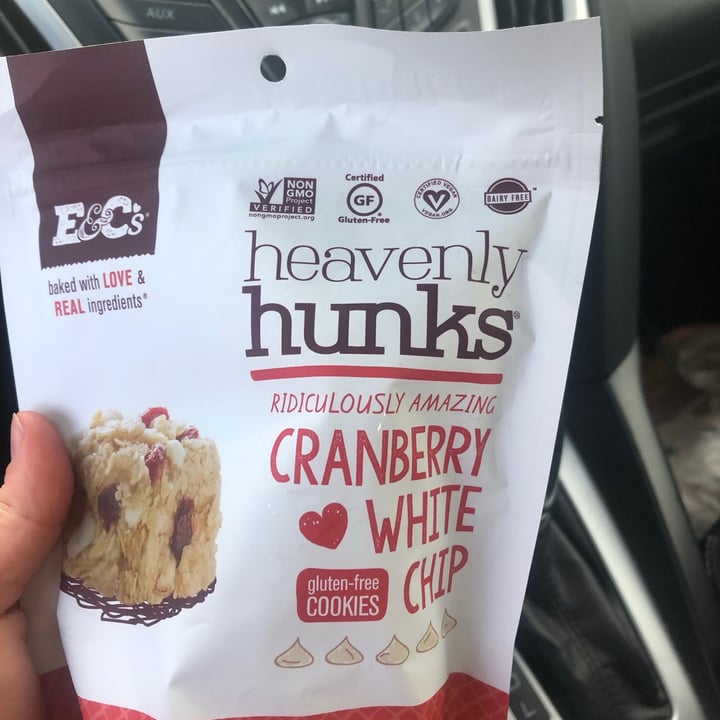 AUX
E&C's®
baked with LOVE &
REAL ingredients®
NON
GMO
Project
VERIFIED
nongmoproject.org
Certified
GF
Gluten-Free
CERTIFIED VEGAN
VEGAN.ORG
DAIRY FREE™
heavenly
hunks®
RIDICULOUSLY AMAZING
CRANBERRY
WHITE
CHIP
gluten-free
COOKIES